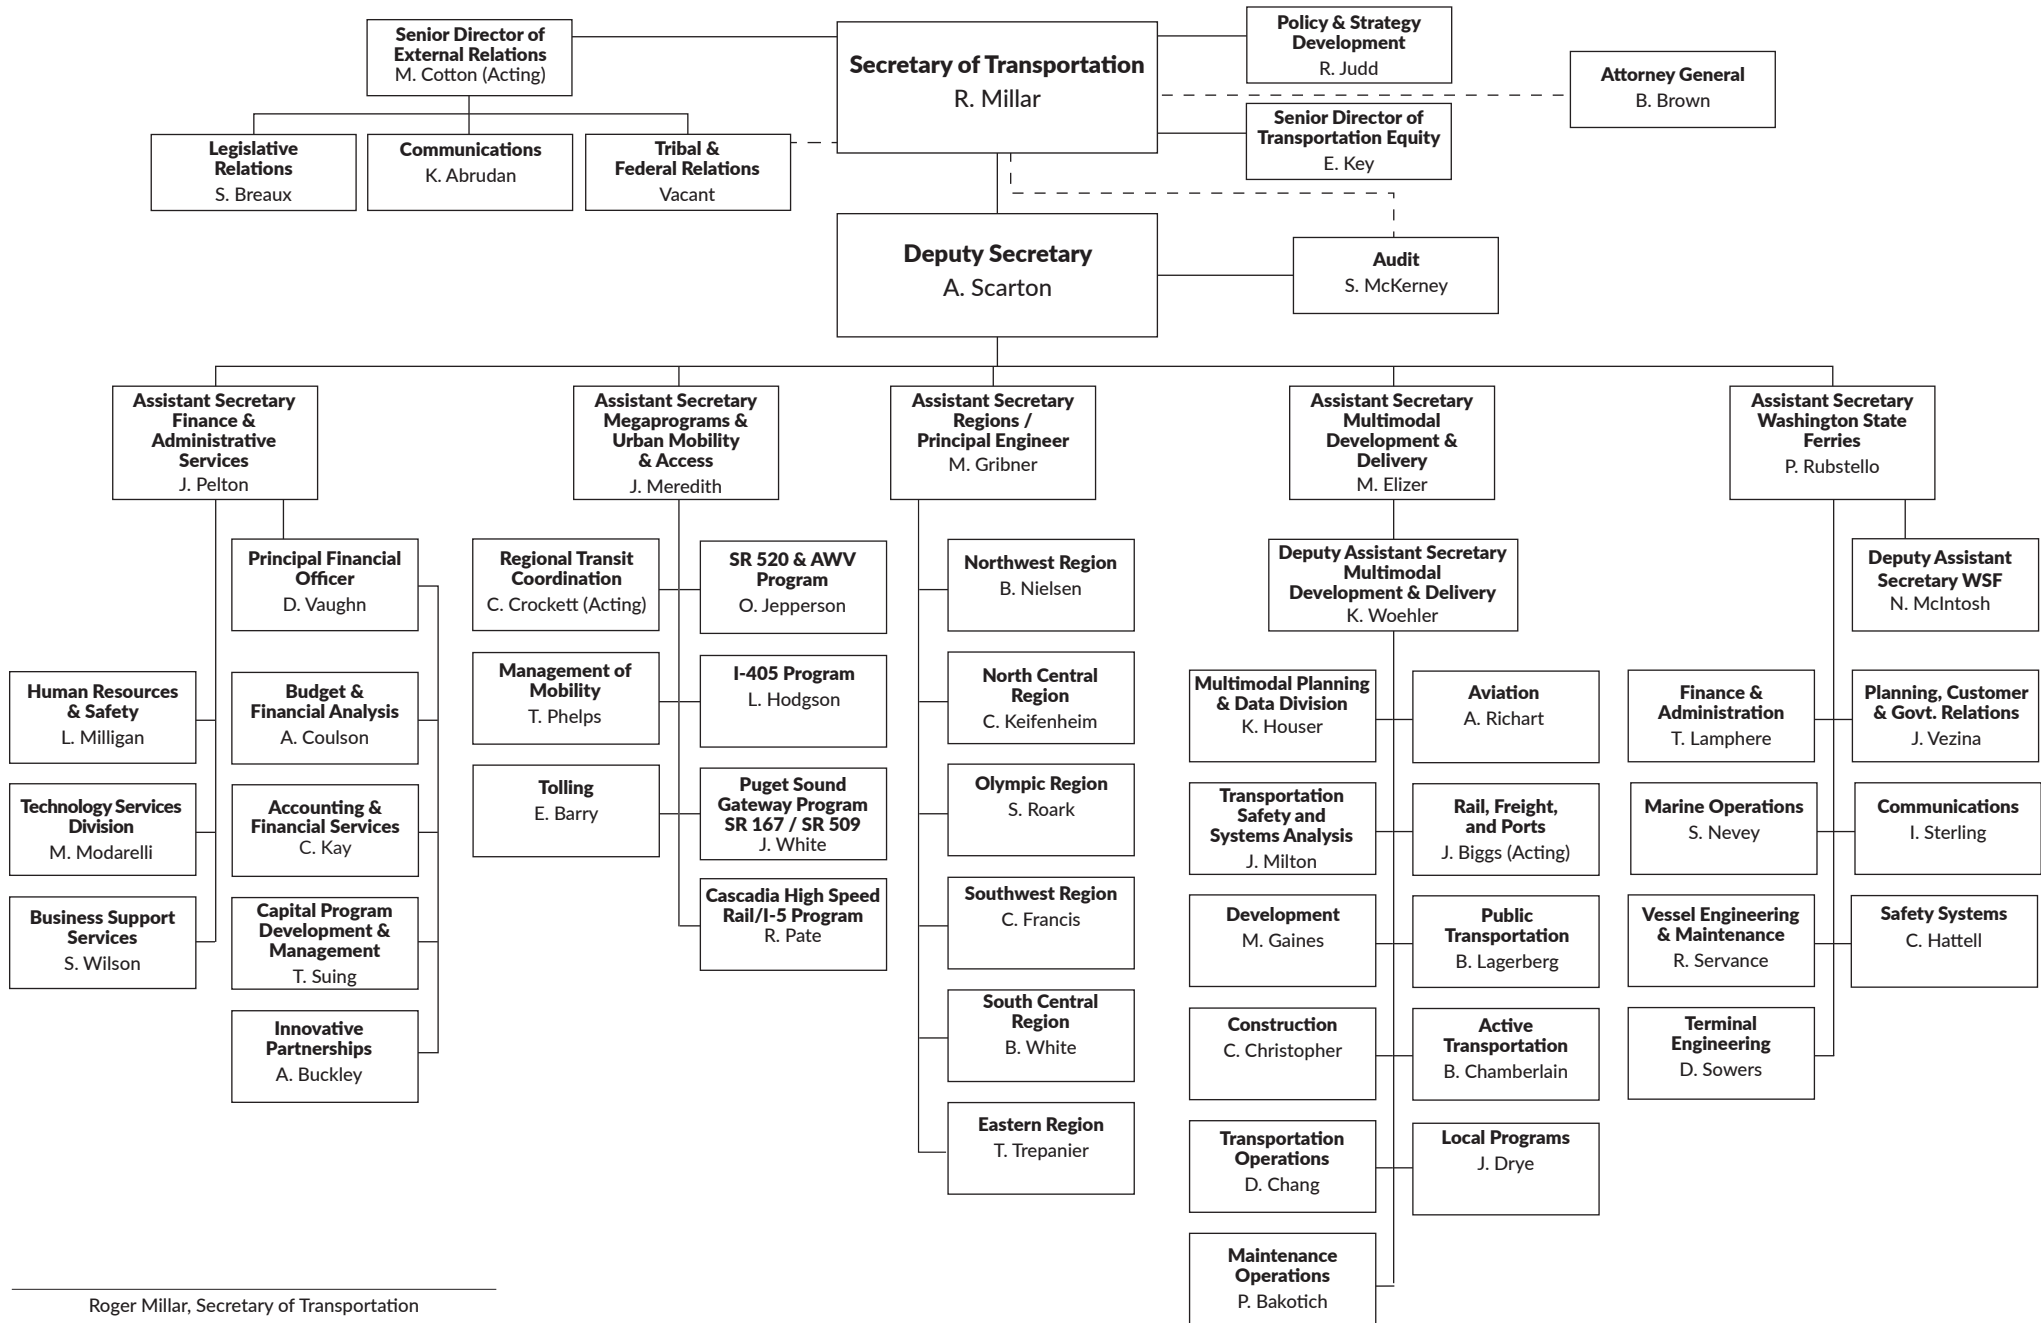 Senior Director of
External Relations
M. Cotton (Acting)
Secretary of Transportation
R. Millar
Policy & Strategy
Development
R. Judd
Attorney General
B. Brown
Senior Director of
Transportation Equity
E. Key
Legislative
Relations
S. Breaux
Communications
K. Abrudan
Tribal &
Federal Relations
Vacant
Deputy Secretary
A. Scarton
Audit
S. McKerney
Assistant Secretary
Finance &
Administrative
Services
J. Pelton
Assistant Secretary
Megaprograms &
Urban Mobility
& Access
J. Meredith
Assistant Secretary
Regions /
Principal Engineer
M. Gribner
Assistant Secretary
Multimodal
Development &
Delivery
M. Elizer
Assistant Secretary
Washington State
Ferries
P. Rubstello
Principal Financial
Officer
D. Vaughn
Human Resources
& Safety
L. Milligan
Technology Services
Division
M. Modarelli
Business Support
Services
S. Wilson
Budget &
Financial Analysis
A. Coulson
Accounting &
Financial Services
C. Kay
Capital Program
Development &
Management
T. Suing
Innovative
Partnerships
A. Buckley
Regional Transit
Coordination
C. Crockett (Acting)
Management of
Mobility
T. Phelps
Tolling
E. Barry
SR 520 & AWV
Program
O. Jepperson
I-405 Program
L. Hodgson
Puget Sound
Gateway Program
SR 167 / SR 509
J. White
Cascadia High Speed
Rail/I-5 Program
R. Pate
Northwest Region
B. Nielsen
North Central
Region
C. Keifenheim
Olympic Region
S. Roark
Southwest Region
C. Francis
South Central
Region
B. White
Eastern Region
T. Trepanier
Deputy Assistant Secretary
Multimodal
Development & Delivery
K. Woehler
Multimodal Planning
& Data Division
K. Houser
Transportation
Safety and
Systems Analysis
J. Milton
Development
M. Gaines
Construction
C. Christopher
Transportation
Operations
D. Chang
Maintenance
Operations
P. Bakotich
Aviation
A. Richart
Rail, Freight,
and Ports
J. Biggs (Acting)
Public
Transportation
B. Lagerberg
Active
Transportation
B. Chamberlain
Local Programs
J. Drye
Deputy Assistant
Secretary WSF
N. McIntosh
Finance &
Administration
T. Lamphere
Marine Operations
S. Nevey
Vessel Engineering
& Maintenance
R. Servance
Terminal
Engineering
D. Sowers
Planning, Customer
& Govt. Relations
J. Vezina
Communications
I. Sterling
Safety Systems
C. Hattell
Roger Millar, Secretary of Transportation